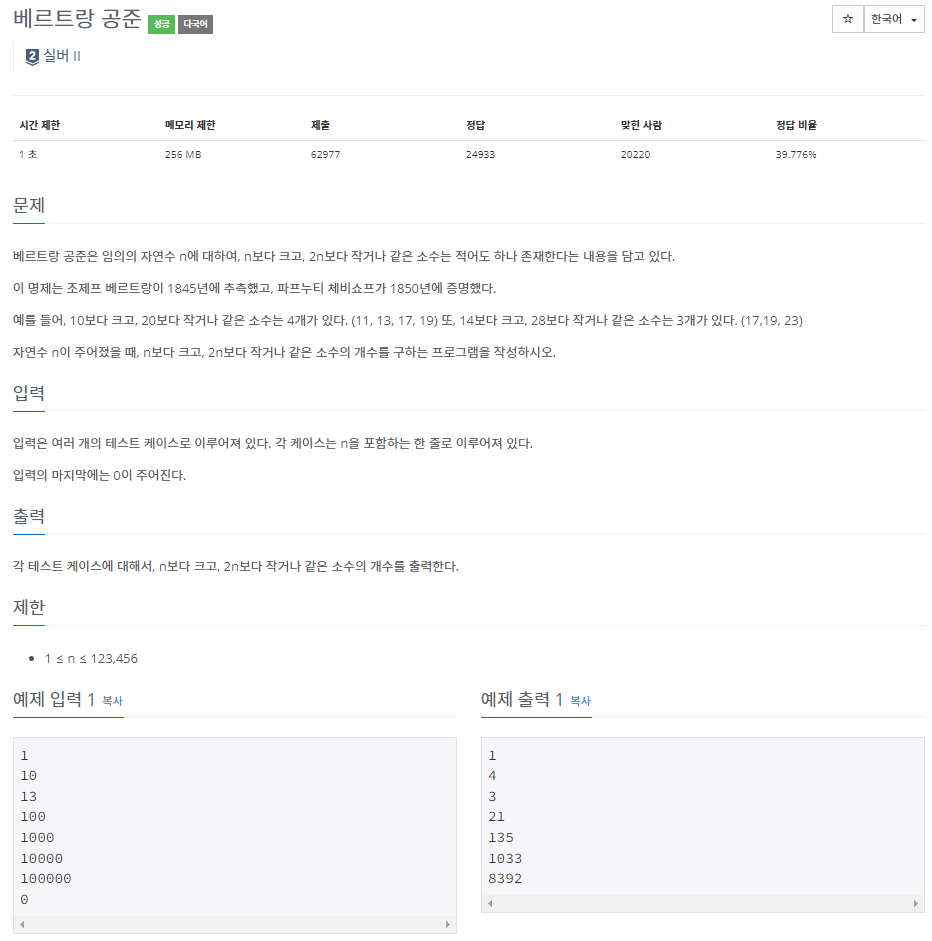 베르트랑 공준 성공 다국어
☆ 한국어
2 실버 II
시간 제한 메모리 제한 제출 정답 맞힌 사람 정답 비율
1 초 256 MB 62977 24933 20220 39.776%
문제
베르트랑 공준은 임의의 자연수 n에 대하여, n보다 크고, 2n보다 작거나 같은 소수는 적어도 하나 존재한다는 내용을 담고 있다.
이 명제는 조제프 베르트랑이 1845년에 추측했고, 파프누티 체비쇼프가 1850년에 증명했다.
예를 들어, 10보다 크고, 20보다 작거나 같은 소수는 4개가 있다. (11, 13, 17, 19) 또, 14보다 크고, 28보다 작거나 같은 소수는 3개가 있다. (17,19, 23)
자연수 n이 주어졌을 때, n보다 크고, 2n보다 작거나 같은 소수의 개수를 구하는 프로그램을 작성하시오.
입력
입력은 여러 개의 테스트 케이스로 이루어져 있다. 각 케이스는 n을 포함하는 한 줄로 이루어져 있다.
입력의 마지막에는 0이 주어진다.
출력
각 테스트 케이스에 대해서, n보다 크고, 2n보다 작거나 같은 소수의 개수를 출력한다.
제한
1 ≤ n ≤ 123,456
예제 입력 1 복사
1
10
13
100
1000
10000
100000
0
예제 출력 1 복사
1
4
3
21
135
1033
8392